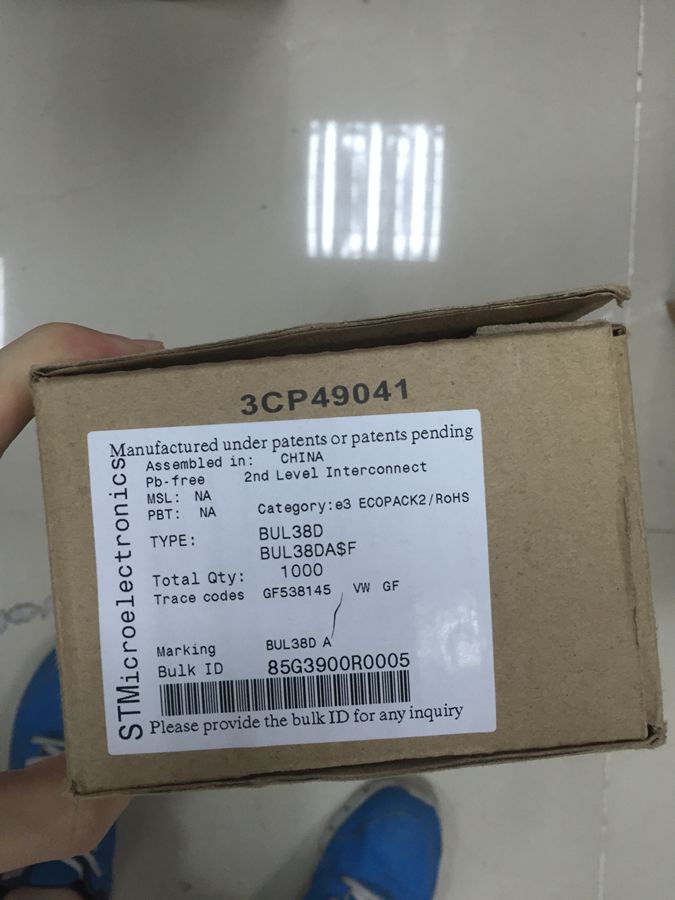 3CP49041
Manufactured under patents or patents pending
Assembled in: CHINA
Pb-free 2nd Level Interconnect
MSL: NA
PBT: NA Category:e3 ECOPACK2/RoHS
TYPE: BUL38D
BUL38DA$F
Total Qty: 1000
Trace codes GF538145 VW GF
Marking BUL38D A
Bulk ID 85G3900R0005
Please provide the bulk ID for any inquiry
STMicroelectronics